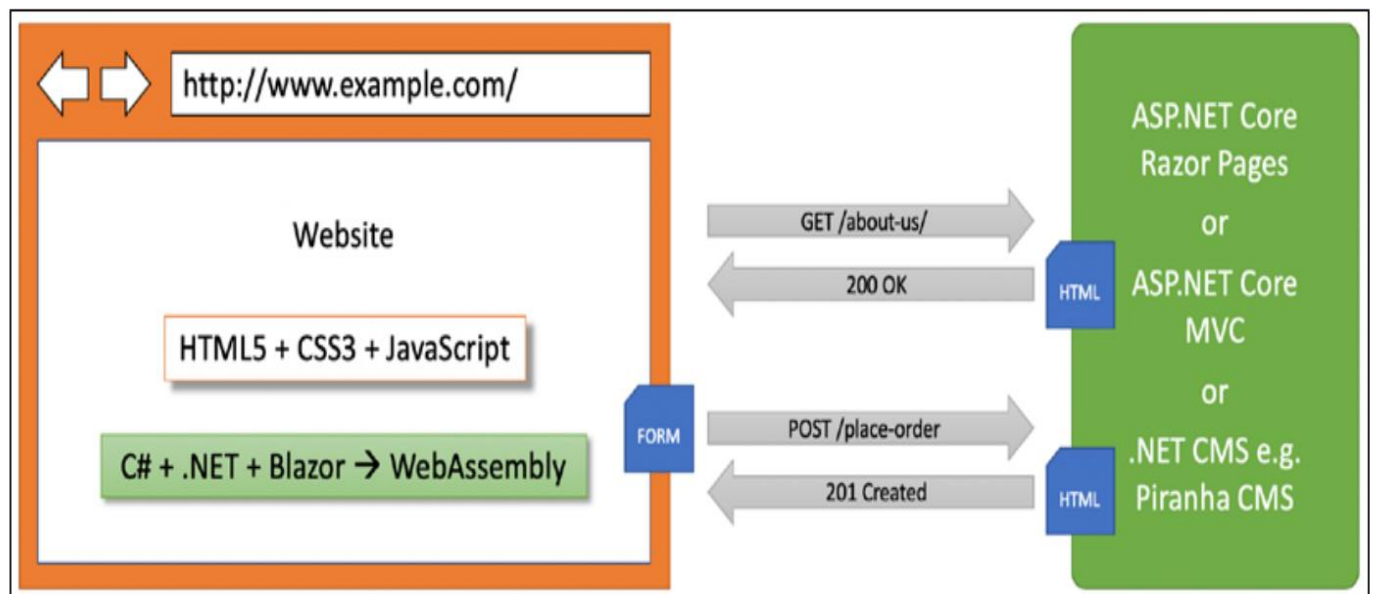 http://www.example.com/
Website
HTML5 + CSS3 + JavaScript
C# + .NET + Blazor → WebAssembly
FORM
GET /about-us/
200 OK
HTML
POST /place-order
201 Created
HTML
ASP.NET Core
Razor Pages
or
ASP.NET Core
MVC
or
.NET CMS e.g.
Piranha CMS